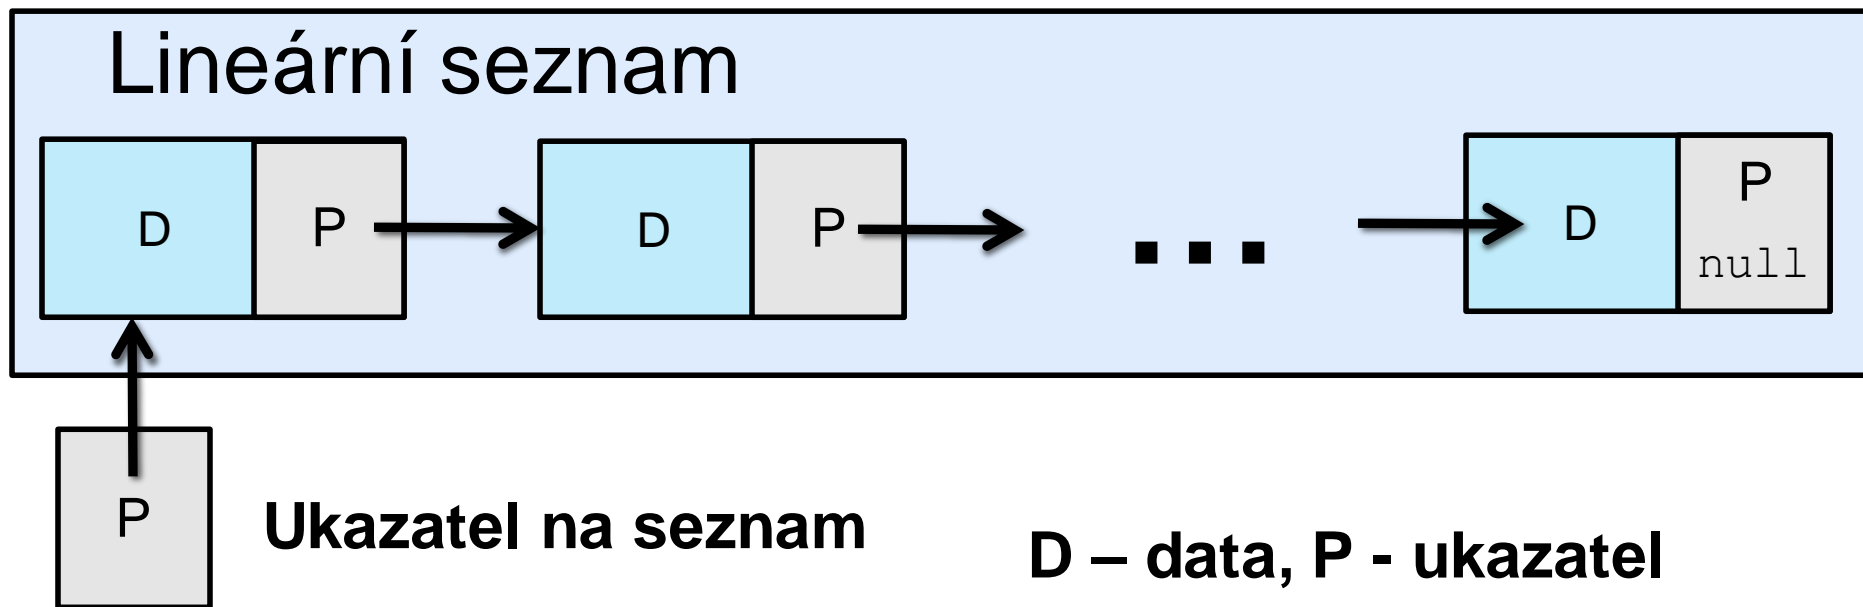 Lineární seznam
D P D P ... D P
null
P
Ukazatel na seznam
D – data, P - ukazatel